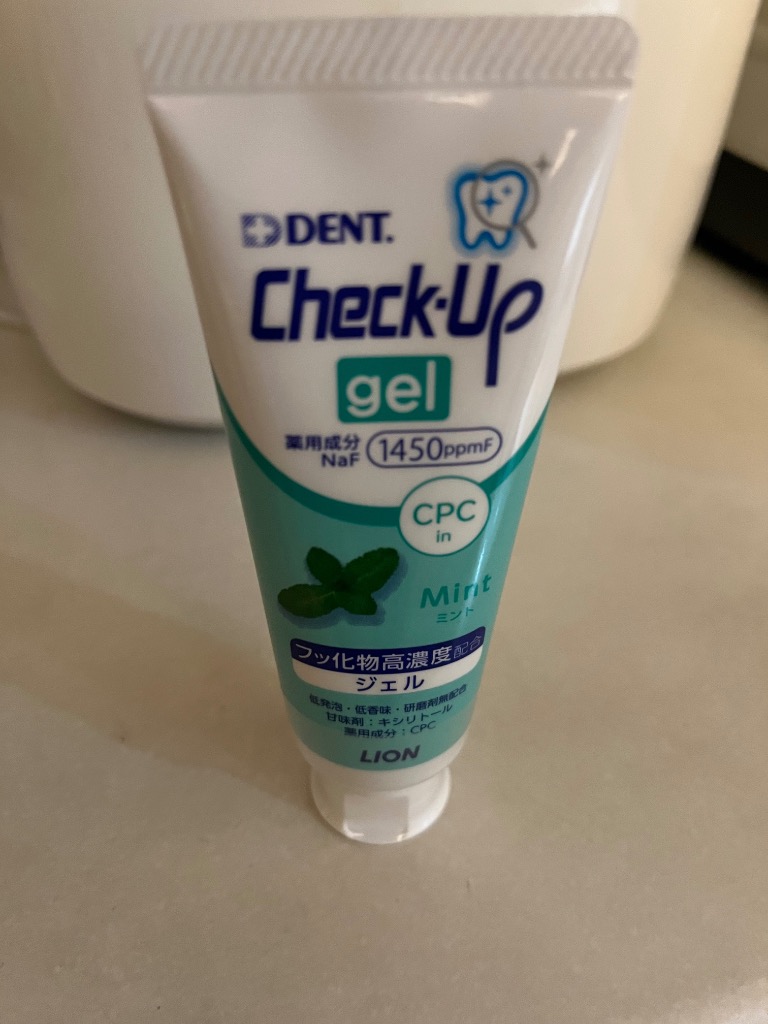 DENT.
Check-Up
gel
薬用成分
NaF 1450ppmF
CPC
in
Mint
ミント
フッ化物高濃度配合
ジェル
低発泡・低香味・研磨剤無配合
甘味剤：キシリトール
薬用成分：CPC
LION